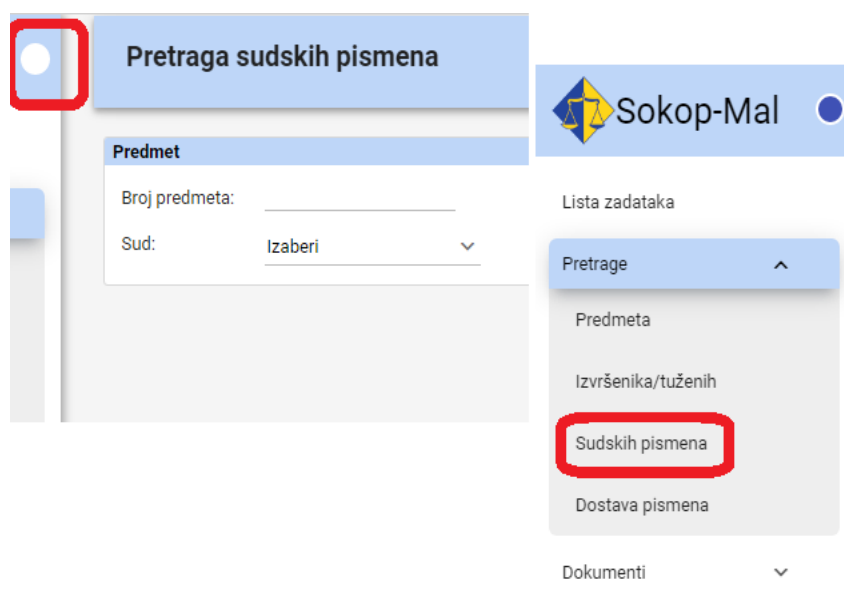 Pretraga sudskih pismena
Predmet
Broj predmeta:
Sud:
Izaberi
Sokop-Mal
Lista zadataka
Pretrage
Predmeta
Izvršenika/tuženih
Sudskih pismena
Dostava pismena
Dokumenti